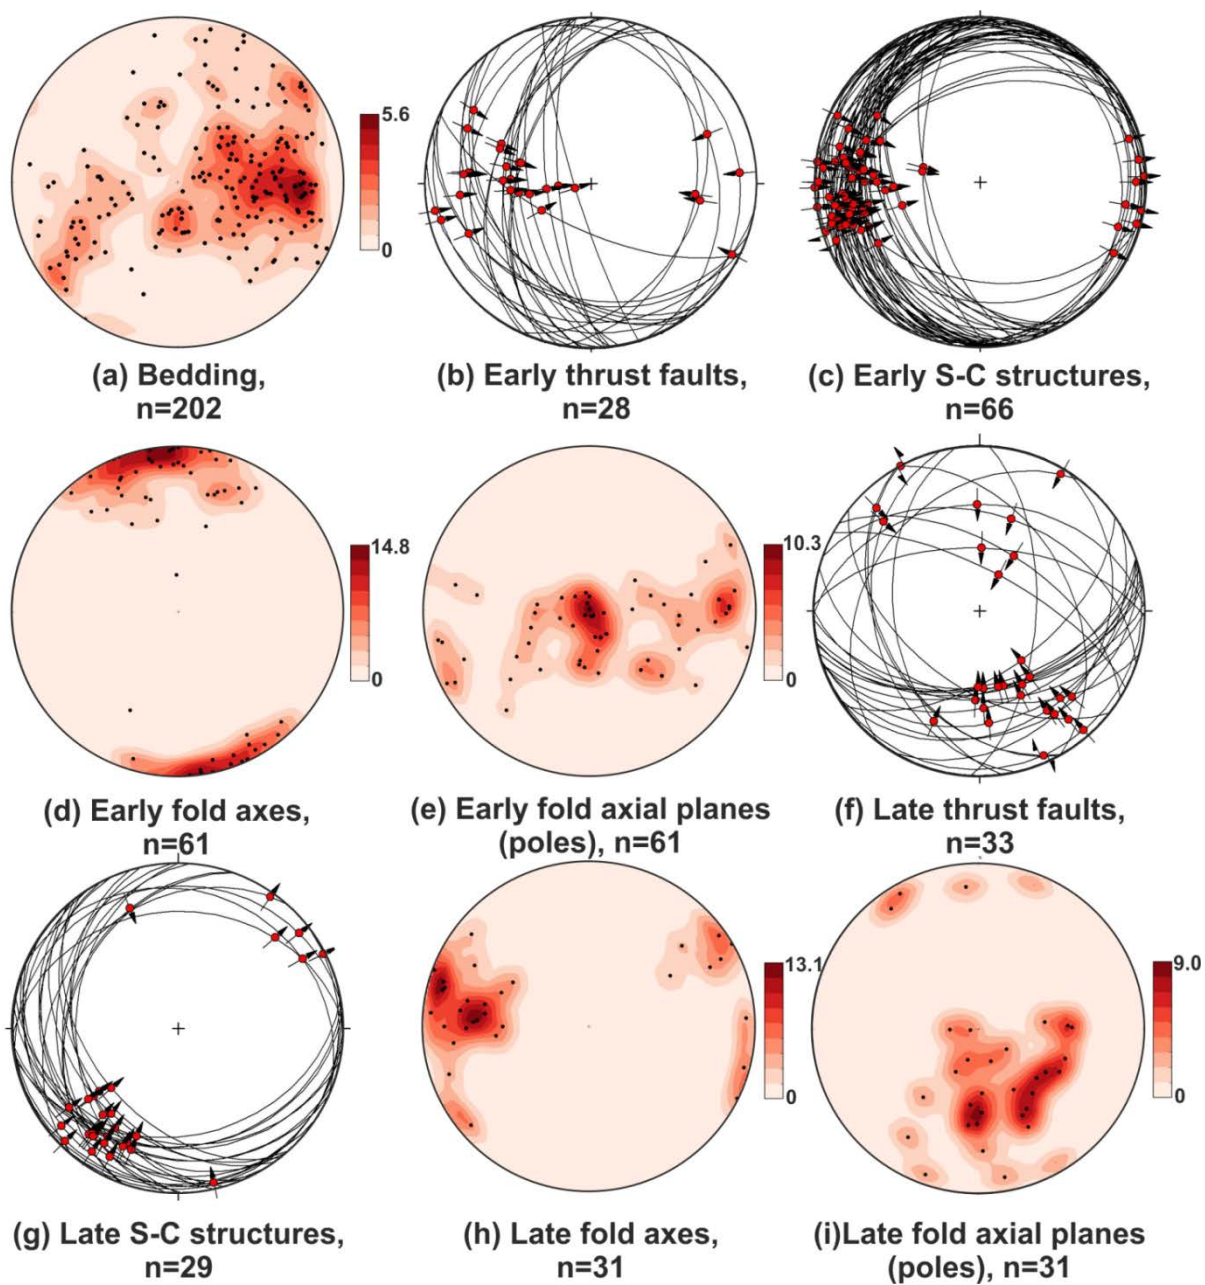 5.6
0
(a) Bedding,
n=202
(b) Early thrust faults,
n=28
(c) Early S-C structures,
n=66
14.8
0
(d) Early fold axes,
n=61
10.3
0
(e) Early fold axial planes
(poles), n=61
(f) Late thrust faults,
n=33
(g) Late S-C structures,
n=29
13.1
0
(h) Late fold axes,
n=31
9.0
0
(i)Late fold axial planes
(poles), n=31